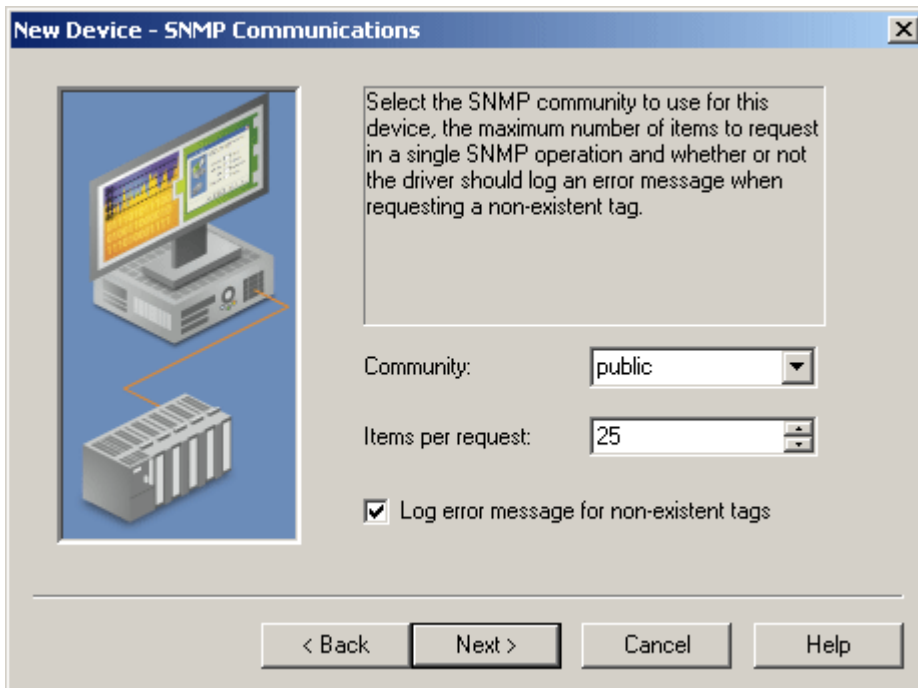 New Device - SNMP Communications
Select the SNMP community to use for this
device, the maximum number of items to request
in a single SNMP operation and whether or not
the driver should log an error message when
requesting a non-existent tag.
Community: public
Items per request: 25
Log error message for non-existent tags
< Back Next > Cancel Help